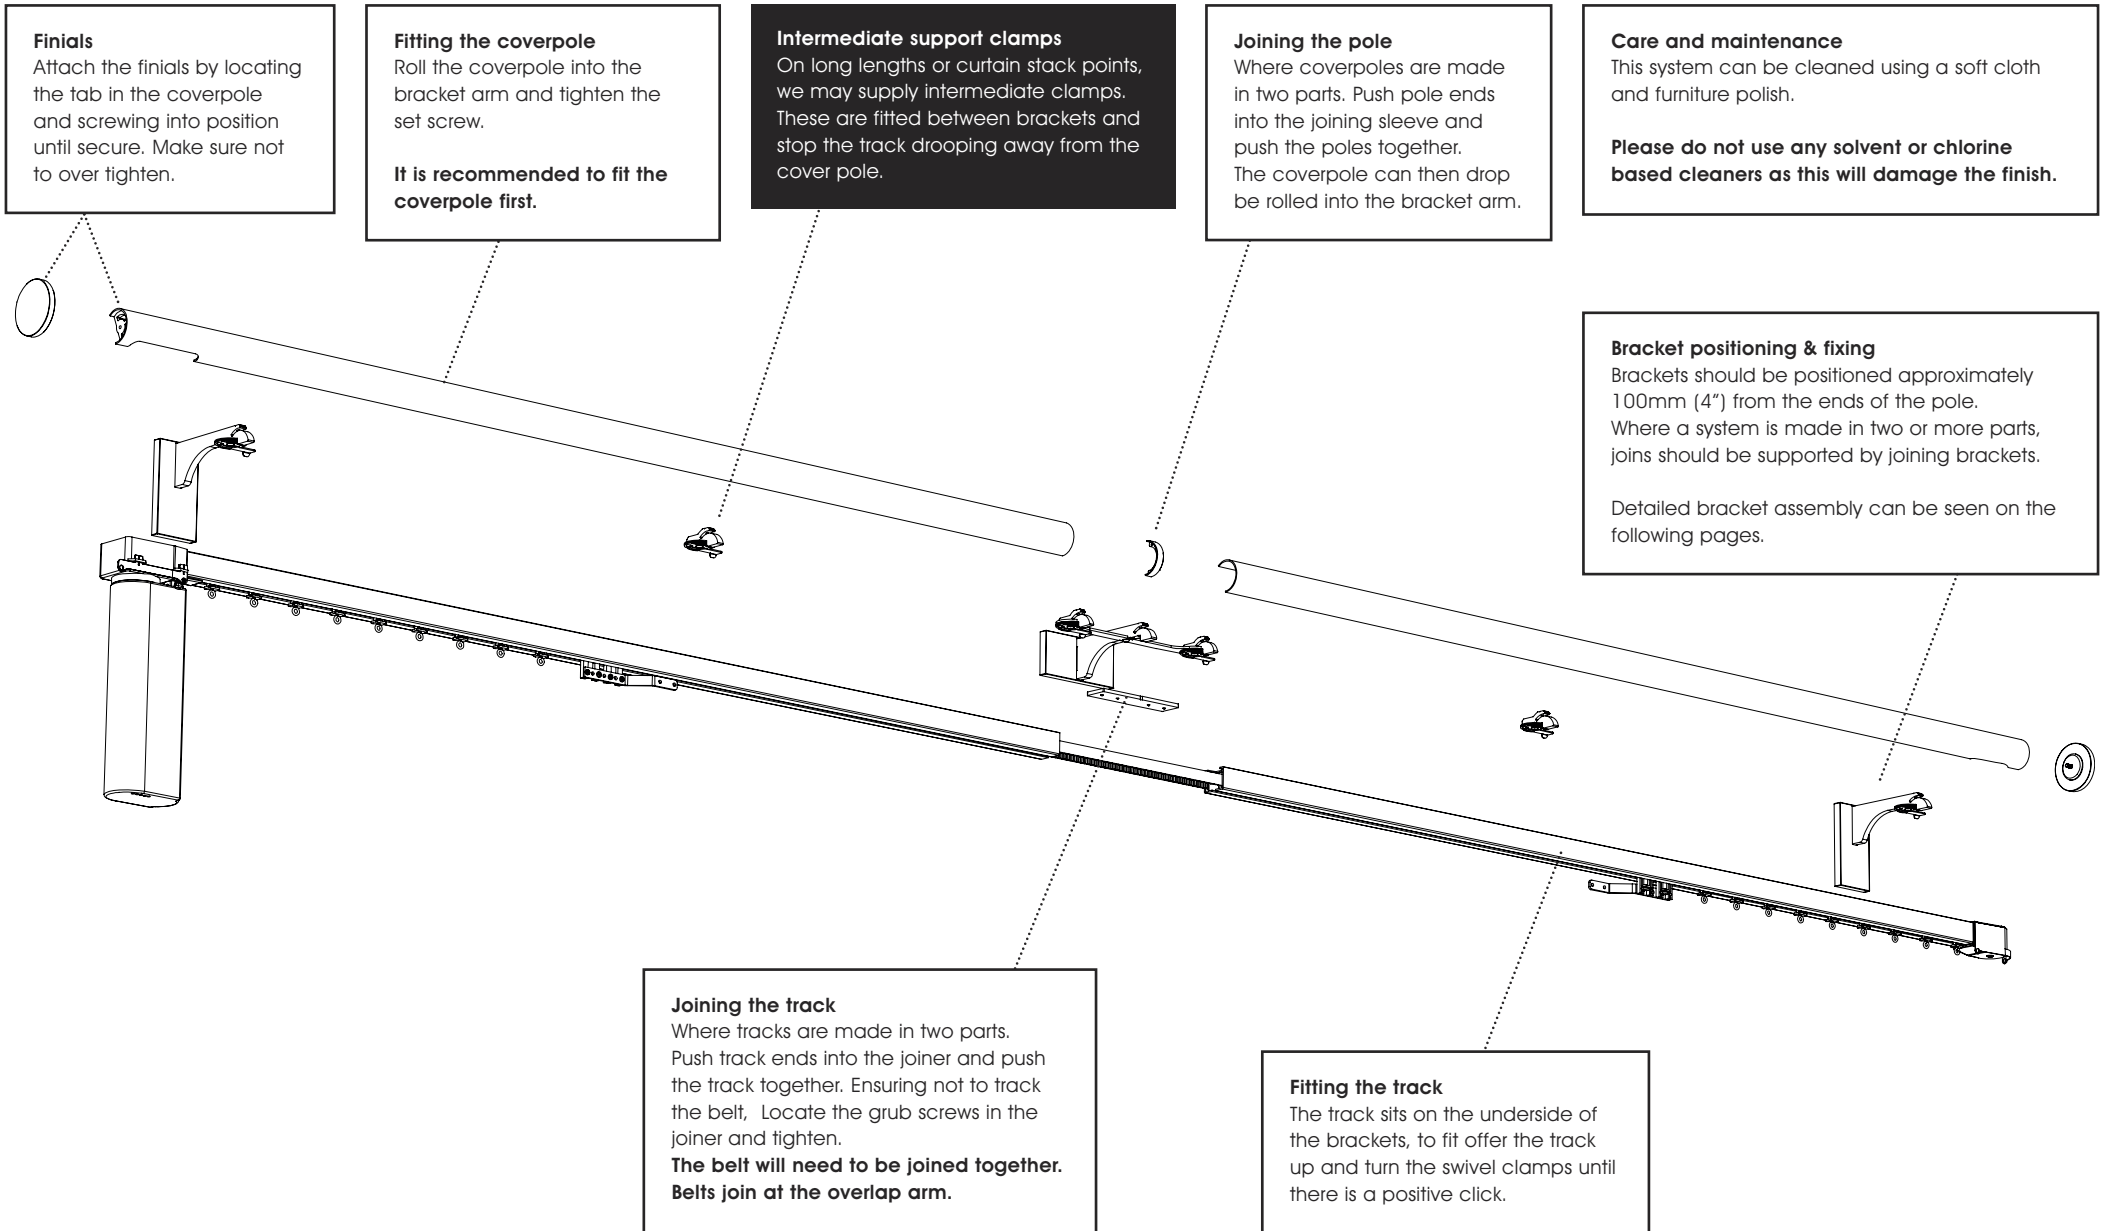 Finials
Attach the finials by locating
the tab in the coverpole
and screwing into position
until secure. Make sure not
to over tighten.
Fitting the coverpole
Roll the coverpole into the
bracket arm and tighten the
set screw.
It is recommended to fit the
coverpole first.
Intermediate support clamps
On long lengths or curtain stack points,
we may supply intermediate clamps.
These are fitted between brackets and
stop the track drooping away from the
cover pole.
Joining the pole
Where coverpoles are made
in two parts. Push pole ends
into the joining sleeve and
push the poles together.
The coverpole can then drop
be rolled into the bracket arm.
Care and maintenance
This system can be cleaned using a soft cloth
and furniture polish.
Please do not use any solvent or chlorine
based cleaners as this will damage the finish.
Bracket positioning & fixing
Brackets should be positioned approximately
100mm (4") from the ends of the pole.
Where a system is made in two or more parts,
joins should be supported by joining brackets.
Detailed bracket assembly can be seen on the
following pages.
Joining the track
Where tracks are made in two parts.
Push track ends into the joiner and push
the track together. Ensuring not to track
the belt,  Locate the grub screws in the
joiner and tighten.
The belt will need to be joined together.
Belts join at the overlap arm.
Fitting the track
The track sits on the underside of
the brackets, to fit offer the track
up and turn the swivel clamps until
there is a positive click.